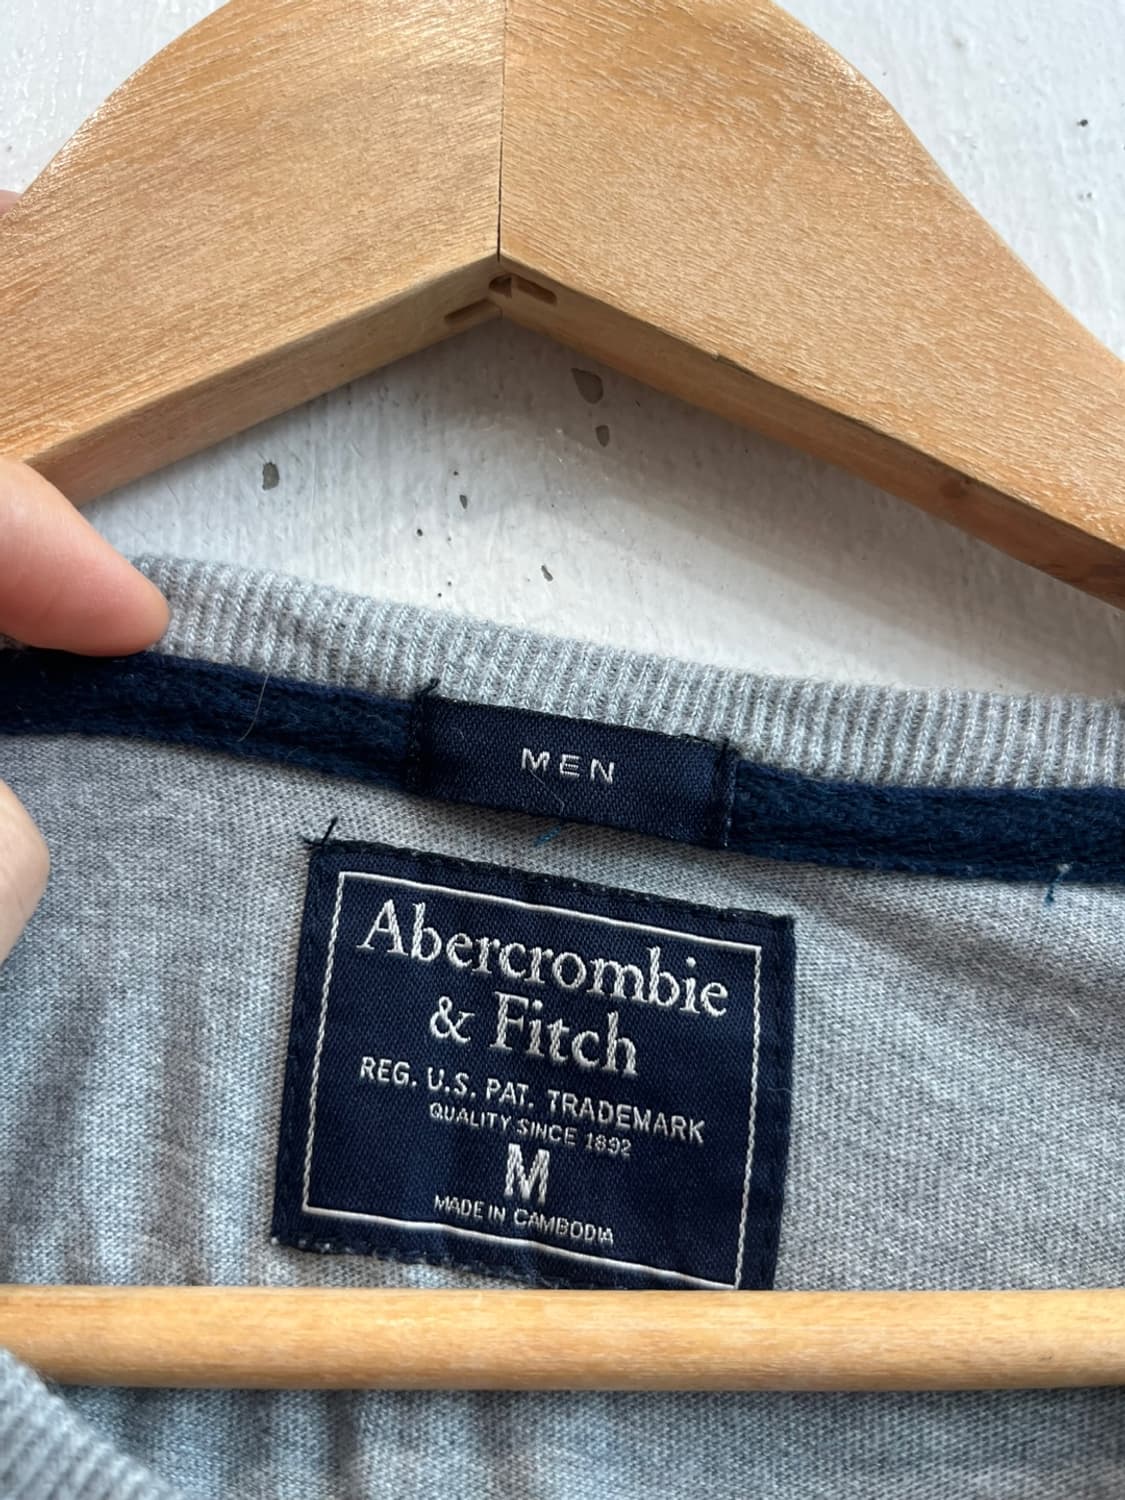 MEN
Abercrombie
& Fitch
REG. U.S. PAT. TRADEMARK
QUALITY SINCE 1892
M
MADE IN CAMBODIA